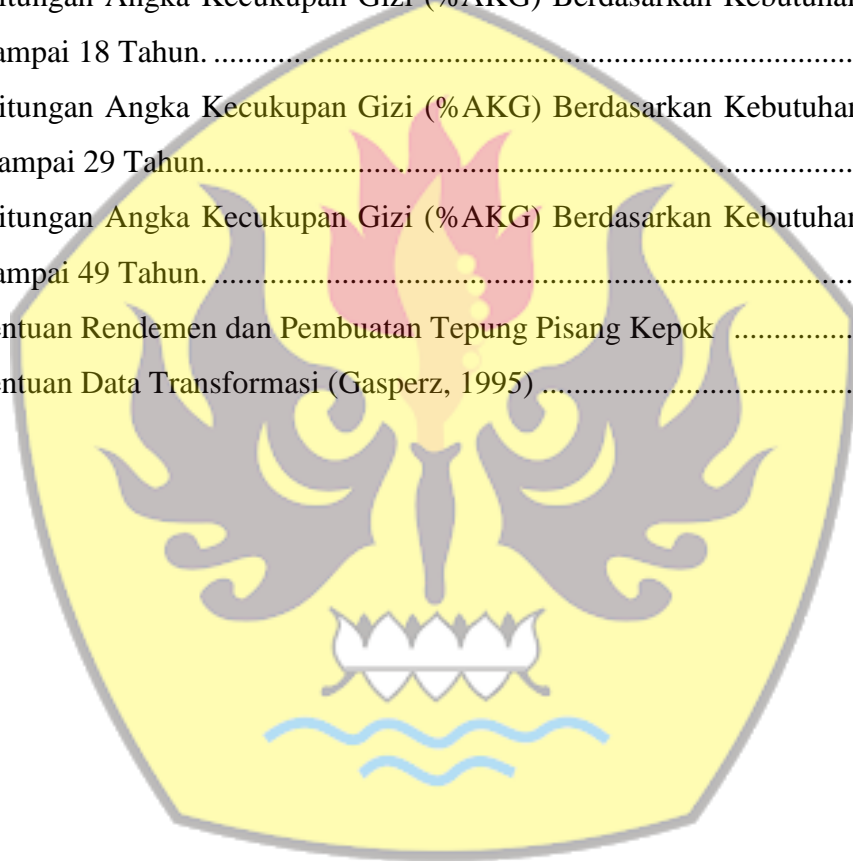 itungan Angka Kecukupan Gizi (%AKG) Berdasarkan Kebutuhan
ampai 18 Tahun. ................................................................................
itungan Angka Kecukupan Gizi (%AKG) Berdasarkan Kebutuhan
ampai 29 Tahun.................................................................................
itungan Angka Kecukupan Gizi (%AKG) Berdasarkan Kebutuhan
ampai 49 Tahun. ................................................................................
entuan Rendemen dan Pembuatan Tepung Pisang Kepok ...............
entuan Data Transformasi (Gasperz, 1995) .......................................